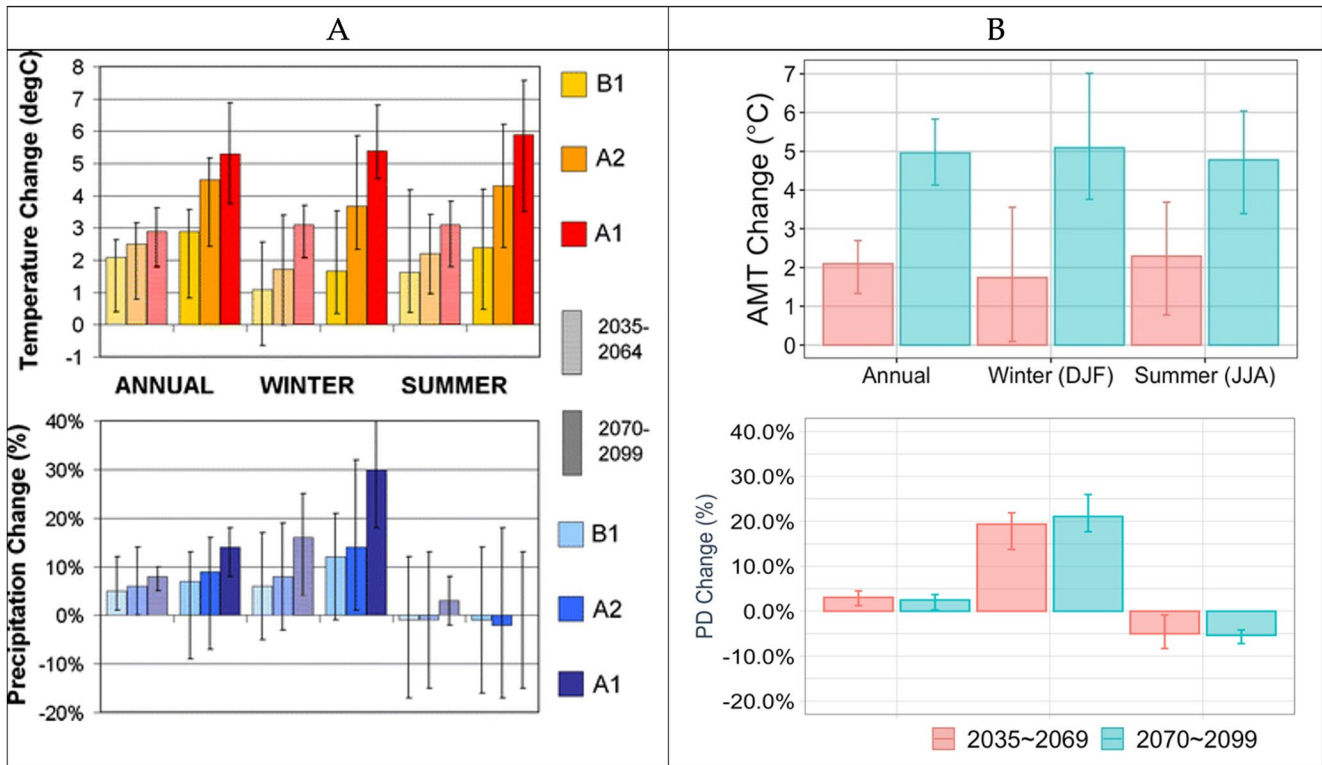 A
B
8
7
6
5
4
3
2
1
0
-1
Temperature Change (degC)
ANNUAL WINTER SUMMER
B1
A2
A1
2035-
2064
2070-
2099
40%
30%
20%
10%
0%
-10%
-20%
Precipitation Change (%)
B1
A2
A1
7
6
5
4
3
2
1
0
AMT Change (°C)
Annual Winter (DJF) Summer (JJA)
40.0%
30.0%
20.0%
10.0%
0.0%
-10.0%
-20.0%
PD Change (%)
2035~2069 2070~2099